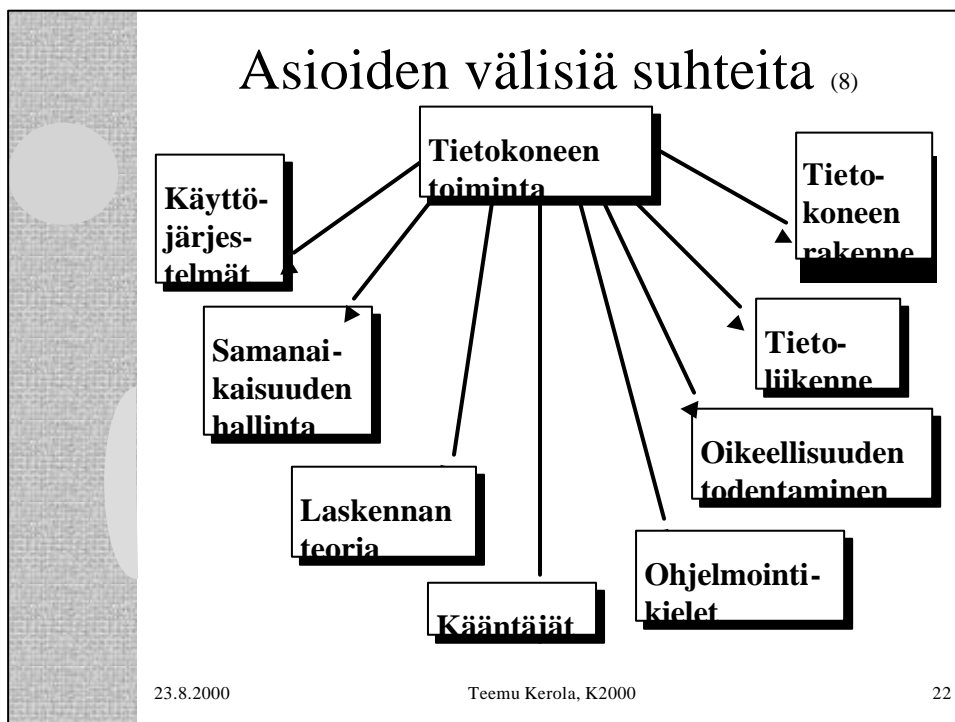 Asioiden välisiä suhteita (8)
Tietokoneen
toiminta
Käyttö-
järjes-
telmät
Tieto-
koneen
rakenne
Samanai-
kaisuuden
hallinta
Tieto-
liikenne
Laskennan
teoria
Oikeellisuuden
todentaminen
Kääntäjät
Ohjelmointi-
kielet
23.8.2000
Teemu Kerola, K2000
22